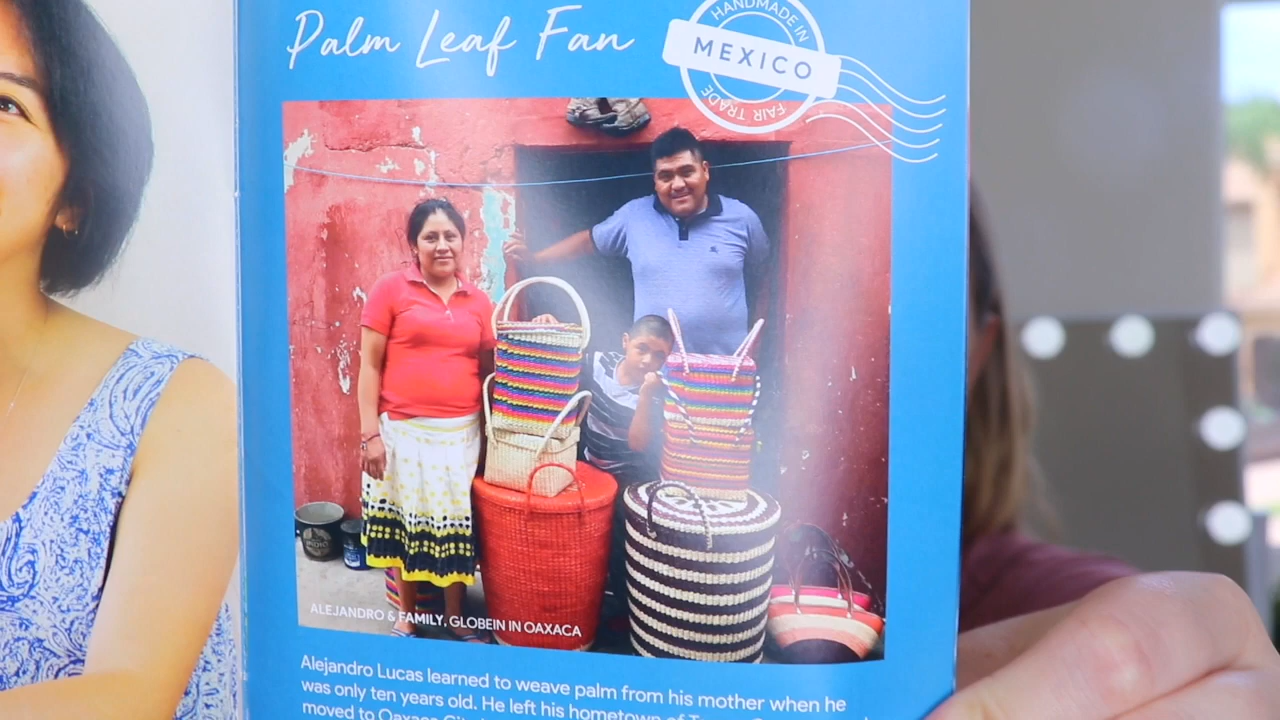 Palm Leaf Fan
HANDMADE IN
MEXICO
FAIR TRADE
ALEJANDRO & FAMILY, GLOBEIN IN OAXACA
Alejandro Lucas learned to weave palm from his mother when he
was only ten years old. He left his hometown of
moved to Oaxaca